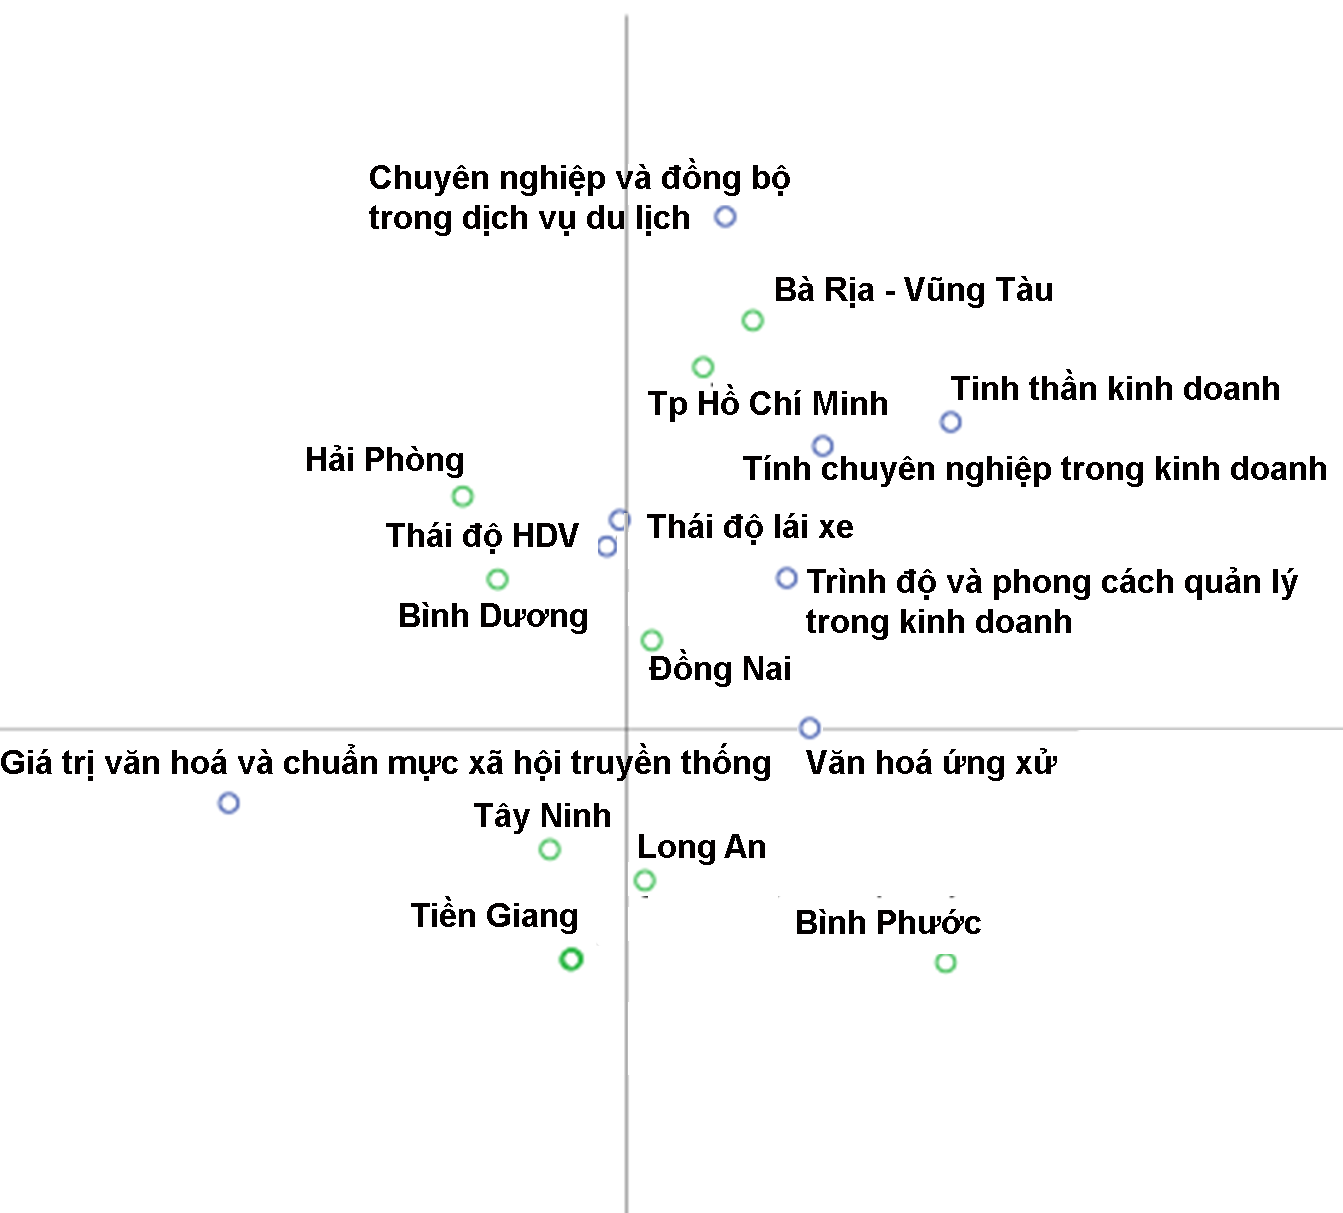 Chuyên nghiệp và đồng bộ
trong dịch vụ du lịch
Bà Rịa - Vũng Tàu
Tp Hồ Chí Minh
Tinh thần kinh doanh
Hải Phòng
Tính chuyên nghiệp trong kinh doanh
Thái độ HDV
Thái độ lái xe
Trình độ và phong cách quản lý
trong kinh doanh
Bình Dương
Đồng Nai
Giá trị văn hoá và chuẩn mực xã hội truyền thống
Văn hoá ứng xử
Tây Ninh
Long An
Tiền Giang
Bình Phước